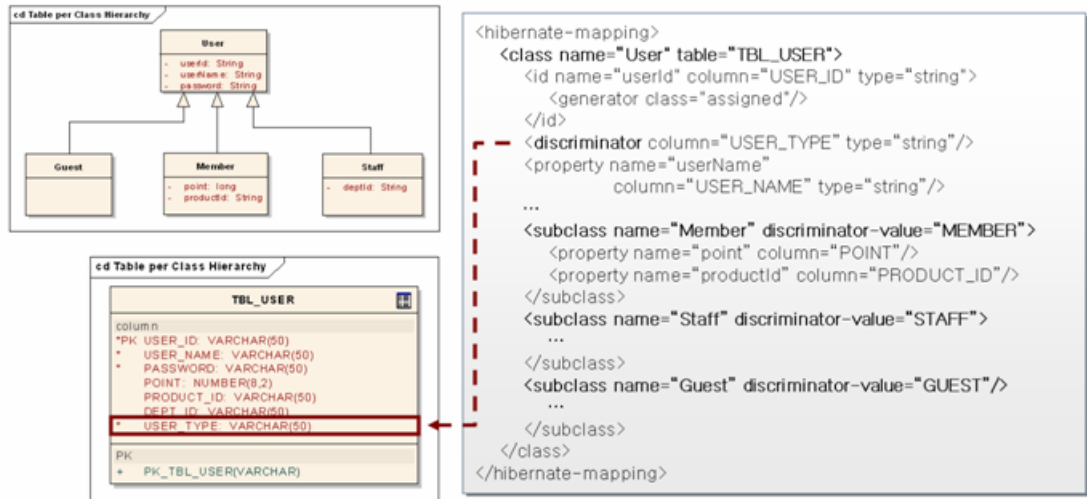 cd Table per Class Hierarchy
User
- userId: String
- userName: String
- password: String
Guest
Member
- point: long
- productId: String
Staff
- deptId: String
cd Table per Class Hierarchy
TBL_USER
column
*PK USER_ID: VARCHAR(50)
* USER_NAME: VARCHAR(50)
* PASSWORD: VARCHAR(50)
POINT: NUMBER(8,2)
PRODUCT_ID: VARCHAR(50)
DEPT_ID: VARCHAR(50)
* USER_TYPE: VARCHAR(50)
PK
+ PK_TBL_USER(VARCHAR)
<hibernate-mapping>
<class name="User" table="TBL_USER">
<id name="userId" column="USER_ID" type="string">
<generator class="assigned"/>
</id>
<discriminator column="USER_TYPE" type="string"/>
<property name="userName"
column="USER_NAME" type="string"/>
...
<subclass name="Member" discriminator-value="MEMBER">
<property name="point" column="POINT"/>
<property name="productId" column="PRODUCT_ID"/>
</subclass>
<subclass name="Staff" discriminator-value="STAFF">
...
</subclass>
<subclass name="Guest" discriminator-value="GUEST"/>
...
</subclass>
</class>
</hibernate-mapping>